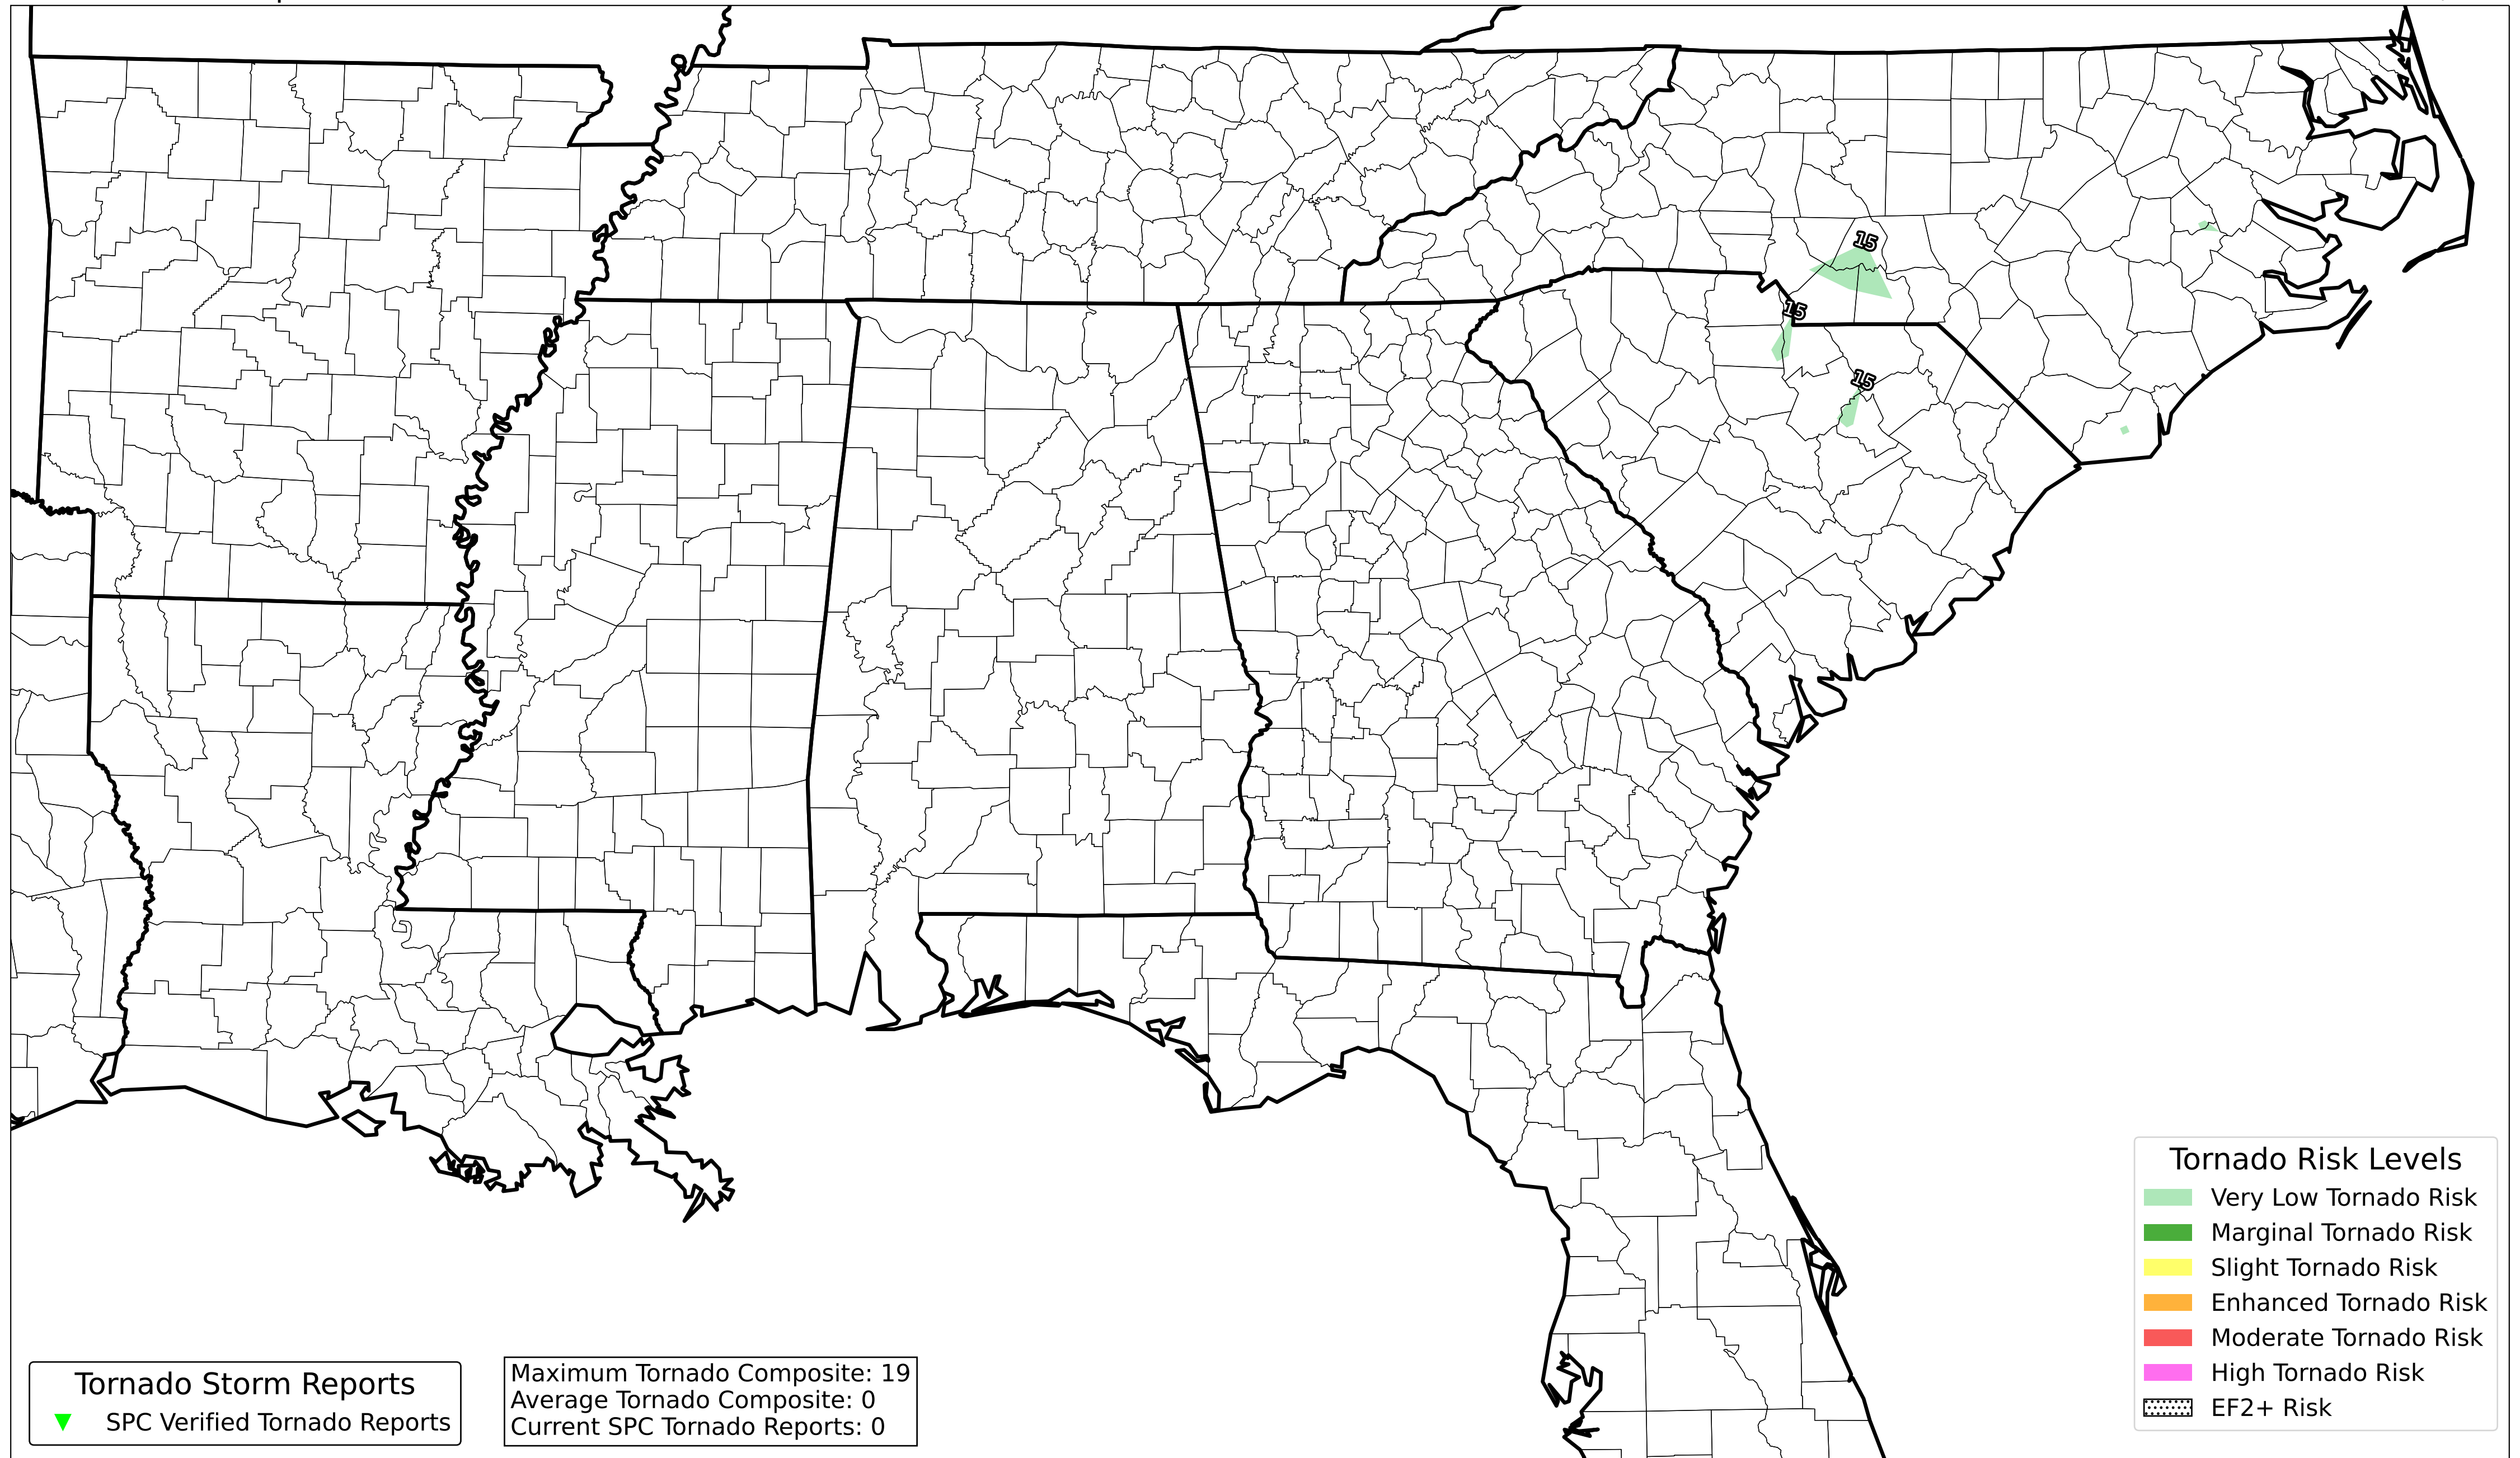 15
15
15
Tornado Risk Levels
Very Low Tornado Risk
Marginal Tornado Risk
Slight Tornado Risk
Enhanced Tornado Risk
Moderate Tornado Risk
High Tornado Risk
EF2+ Risk
Tornado Storm Reports
SPC Verified Tornado Reports
Maximum Tornado Composite: 19
Average Tornado Composite: 0
Current SPC Tornado Reports: 0